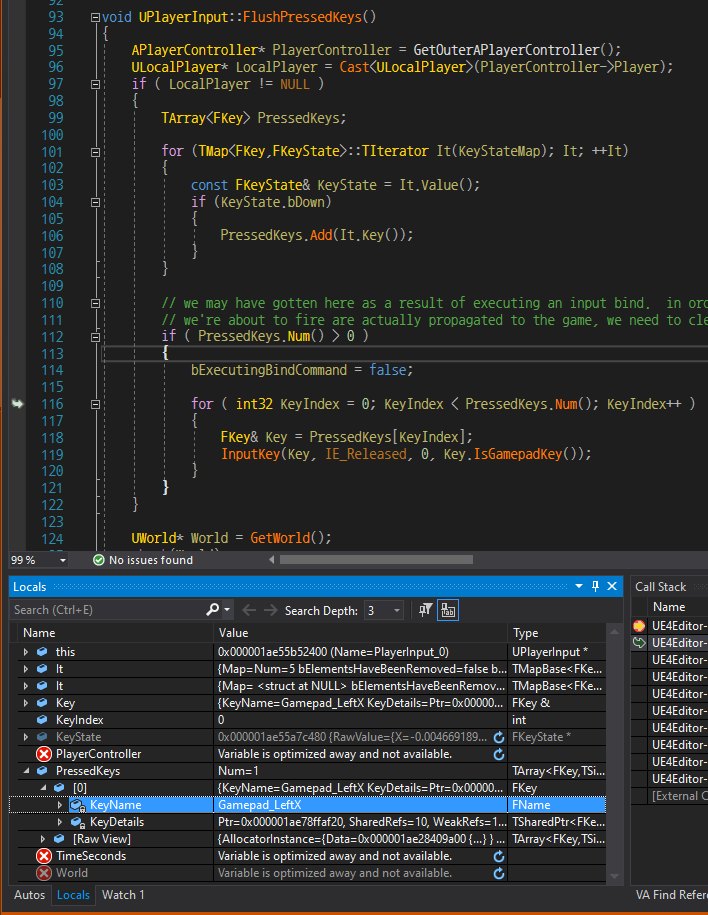 92
93 void UPlayerInput::FlushPressedKeys()
94 {
95 APlayerController* PlayerController = GetOuterAPlayerController();
96 ULocalPlayer* LocalPlayer = Cast<ULocalPlayer>(PlayerController->Player);
97 if ( LocalPlayer != NULL )
98 {
99 TArray<FKey> PressedKeys;
100
101 for (TMap<FKey,FKeyState>::TIterator It(KeyStateMap); It; ++It)
102 {
103 const FKeyState& KeyState = It.Value();
104 if (KeyState.bDown)
105 {
106 PressedKeys.Add(It.Key());
107 }
108 }
109
110 // we may have gotten here as a result of executing an input bind.  in ord
111 // we're about to fire are actually propagated to the game, we need to cle
112 if ( PressedKeys.Num() > 0 )
113 {
114 bExecutingBindCommand = false;
115
116 for ( int32 KeyIndex = 0; KeyIndex < PressedKeys.Num(); KeyIndex++ )
117 {
118 FKey& Key = PressedKeys[KeyIndex];
119 InputKey(Key, IE_Released, 0, Key.IsGamepadKey());
120 }
121 }
122 }
123
124 UWorld* World = GetWorld();
99 % No issues found
Locals
Search (Ctrl+E) Search Depth: 3
Name Value Type
this 0x000001ae55b52400 (Name=PlayerInput_0) UPlayerInput *
It {Map=Num=5 bElementsHaveBeenRemoved=false b... TMapBase<FKe...
It {Map= <struct at NULL> bElementsHaveBeenRemov... TMapBase<FKe...
Key {KeyName=Gamepad_LeftX KeyDetails=Ptr=0x0000... FKey &
KeyIndex 0 int
KeyState 0x000001ae55a7c480 {RawValue={X=-0.004669189... FKeyState *
PlayerController Variable is optimized away and not available.
PressedKeys Num=1 TArray<FKey,TSi...
[0] {KeyName=Gamepad_LeftX KeyDetails=Ptr=0x0000... FKey
KeyName Gamepad_LeftX FName
KeyDetails Ptr=0x000001ae78ffaf20, SharedRefs=10, WeakRefs=1... TSharedPtr<FKe...
[Raw View] {AllocatorInstance={Data=0x000001ae28409a00 {...} } ... TArray<FKey,TSi...
TimeSeconds Variable is optimized away and not available.
World Variable is optimized away and not available.
Autos Locals Watch 1
Call Stack
Name
UE4Editor-
UE4Editor-
UE4Editor-
UE4Editor-
UE4Editor-
UE4Editor-
UE4Editor-
UE4Editor-
UE4Editor-
UE4Editor-
[External C
VA Find Refere